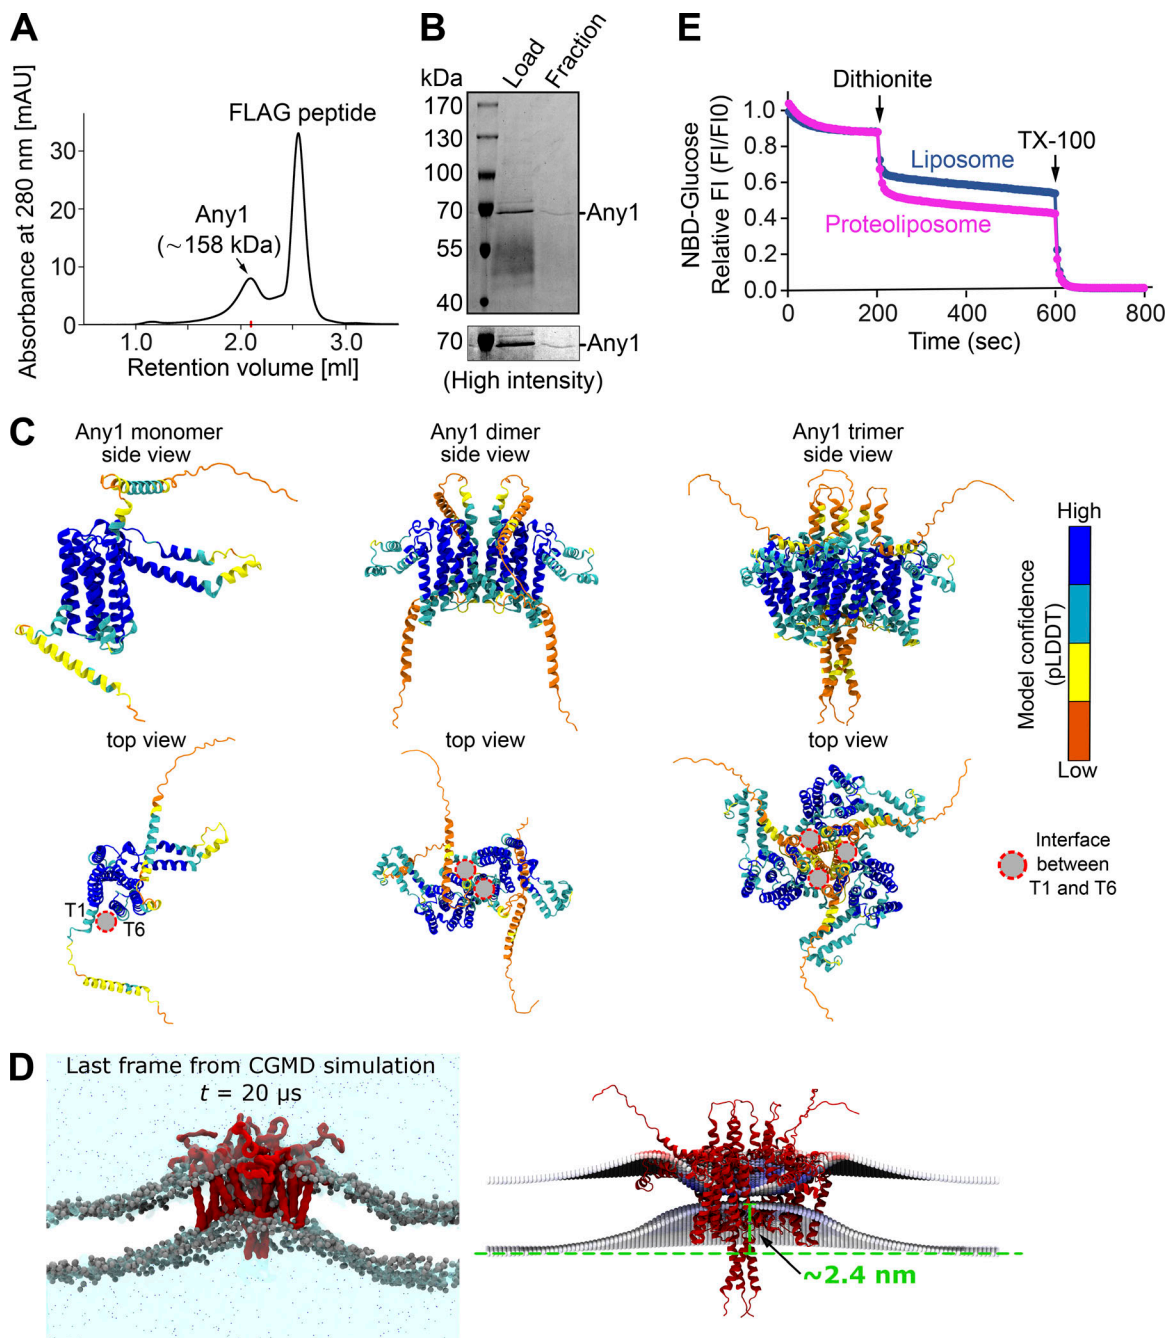 A
Absorbance at 280 nm [mAU]
30
20
10
0
1.0
2.0
3.0
Retention volume [ml]
FLAG peptide
Any1
(~158 kDa)
B
kDa
Load
Fraction
170
130
100
70
55
40
-Any1
70
-Any1
(High intensity)
E
NBD-Glucose
Relative FI (FI/FI0)
1.0
0.8
0.6
0.4
0.2
0.0
0
200
400
600
800
Time (sec)
Dithionite
TX-100
Liposome
Proteoliposome
C
Any1 monomer
side view
Any1 dimer
side view
Any1 trimer
side view
top view
top view
top view
T1
T6
High
Model confidence
(pLDDT)
Low
Interface
between
T1 and T6
D
Last frame from CGMD simulation
t = 20 µs
~2.4 nm